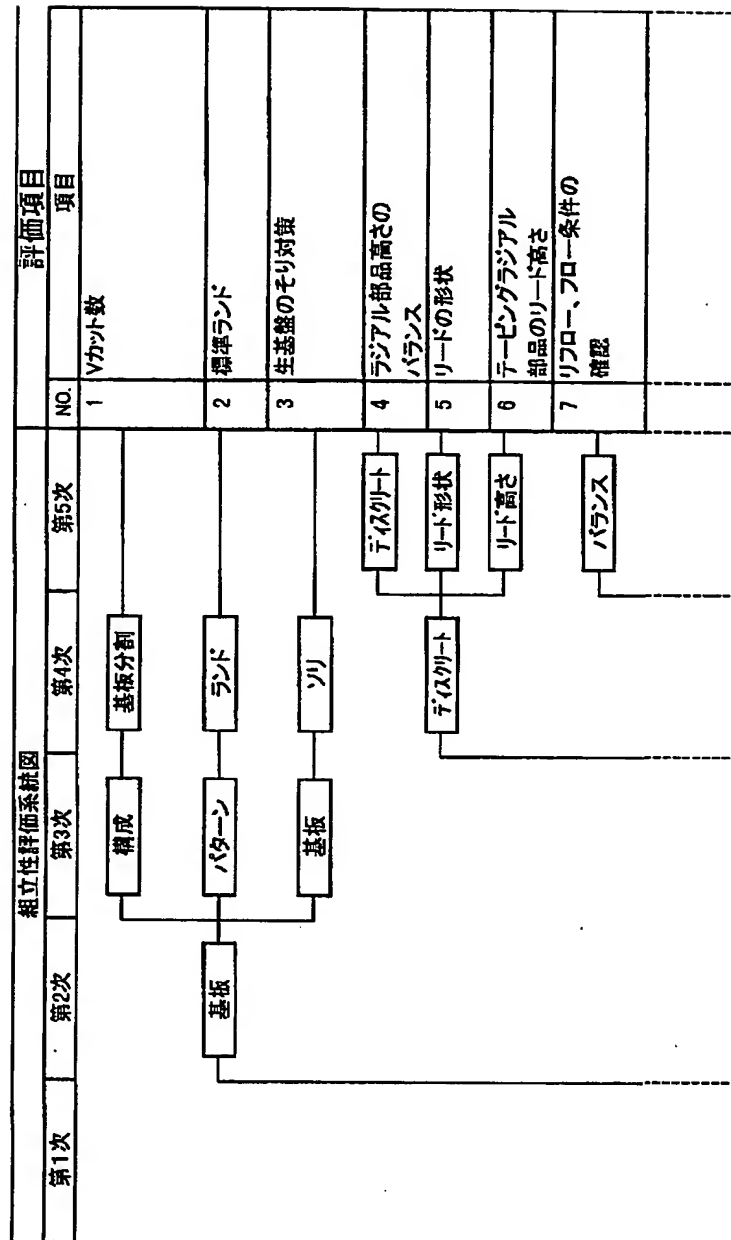 組立性評価系統図
評価項目
第1次
第2次
第3次
第4次
第5次
NO.
項目
基板
構成
基板分割
1
Vカット数
パターン
ランド
2
標準ランド
基板
ソリ
3
生基盤のそり対策
ディスクリート
ディスクリート
4
ラジアル部品高さの
バランス
リード形状
5
リードの形状
リード高さ
6
テーピングラジアル
部品のリード高さ
バランス
7
リフロー、フロー条件の
確認